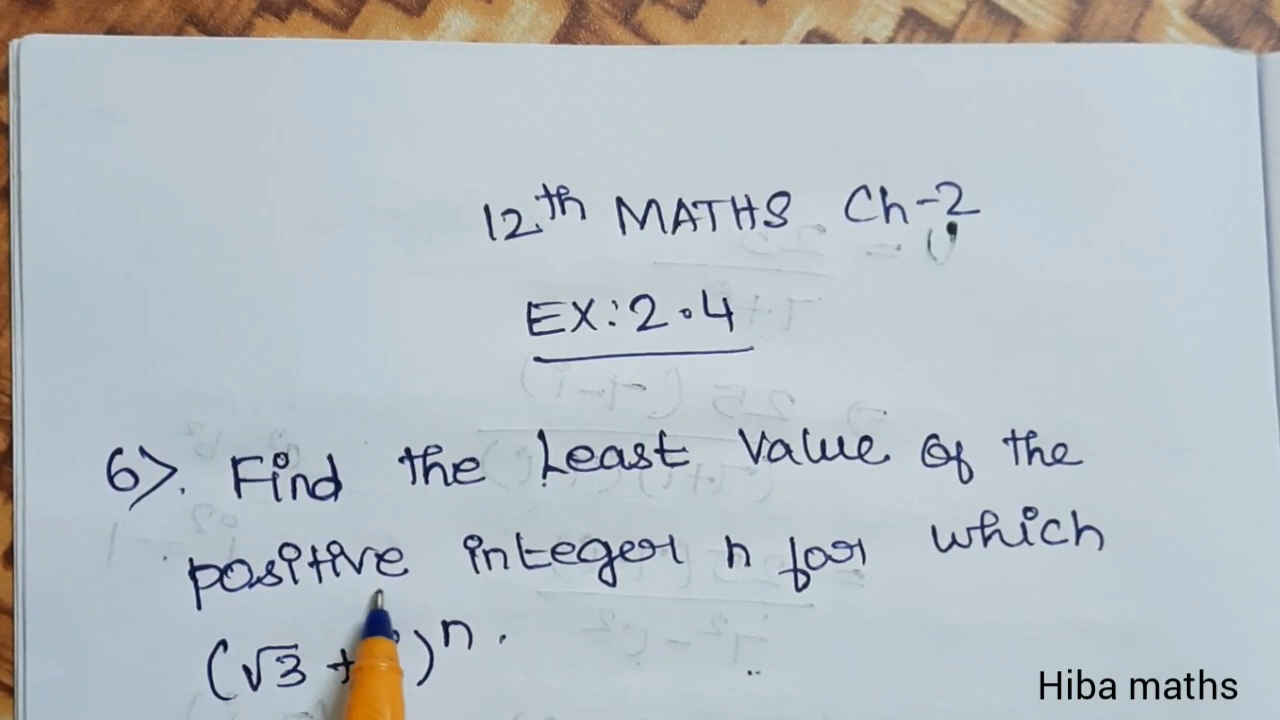 12th MATHS Ch-2
EX: 2.4
6). Find the Least Value of the
positive integer n for which
(√3 + )ⁿ.
Hiba maths